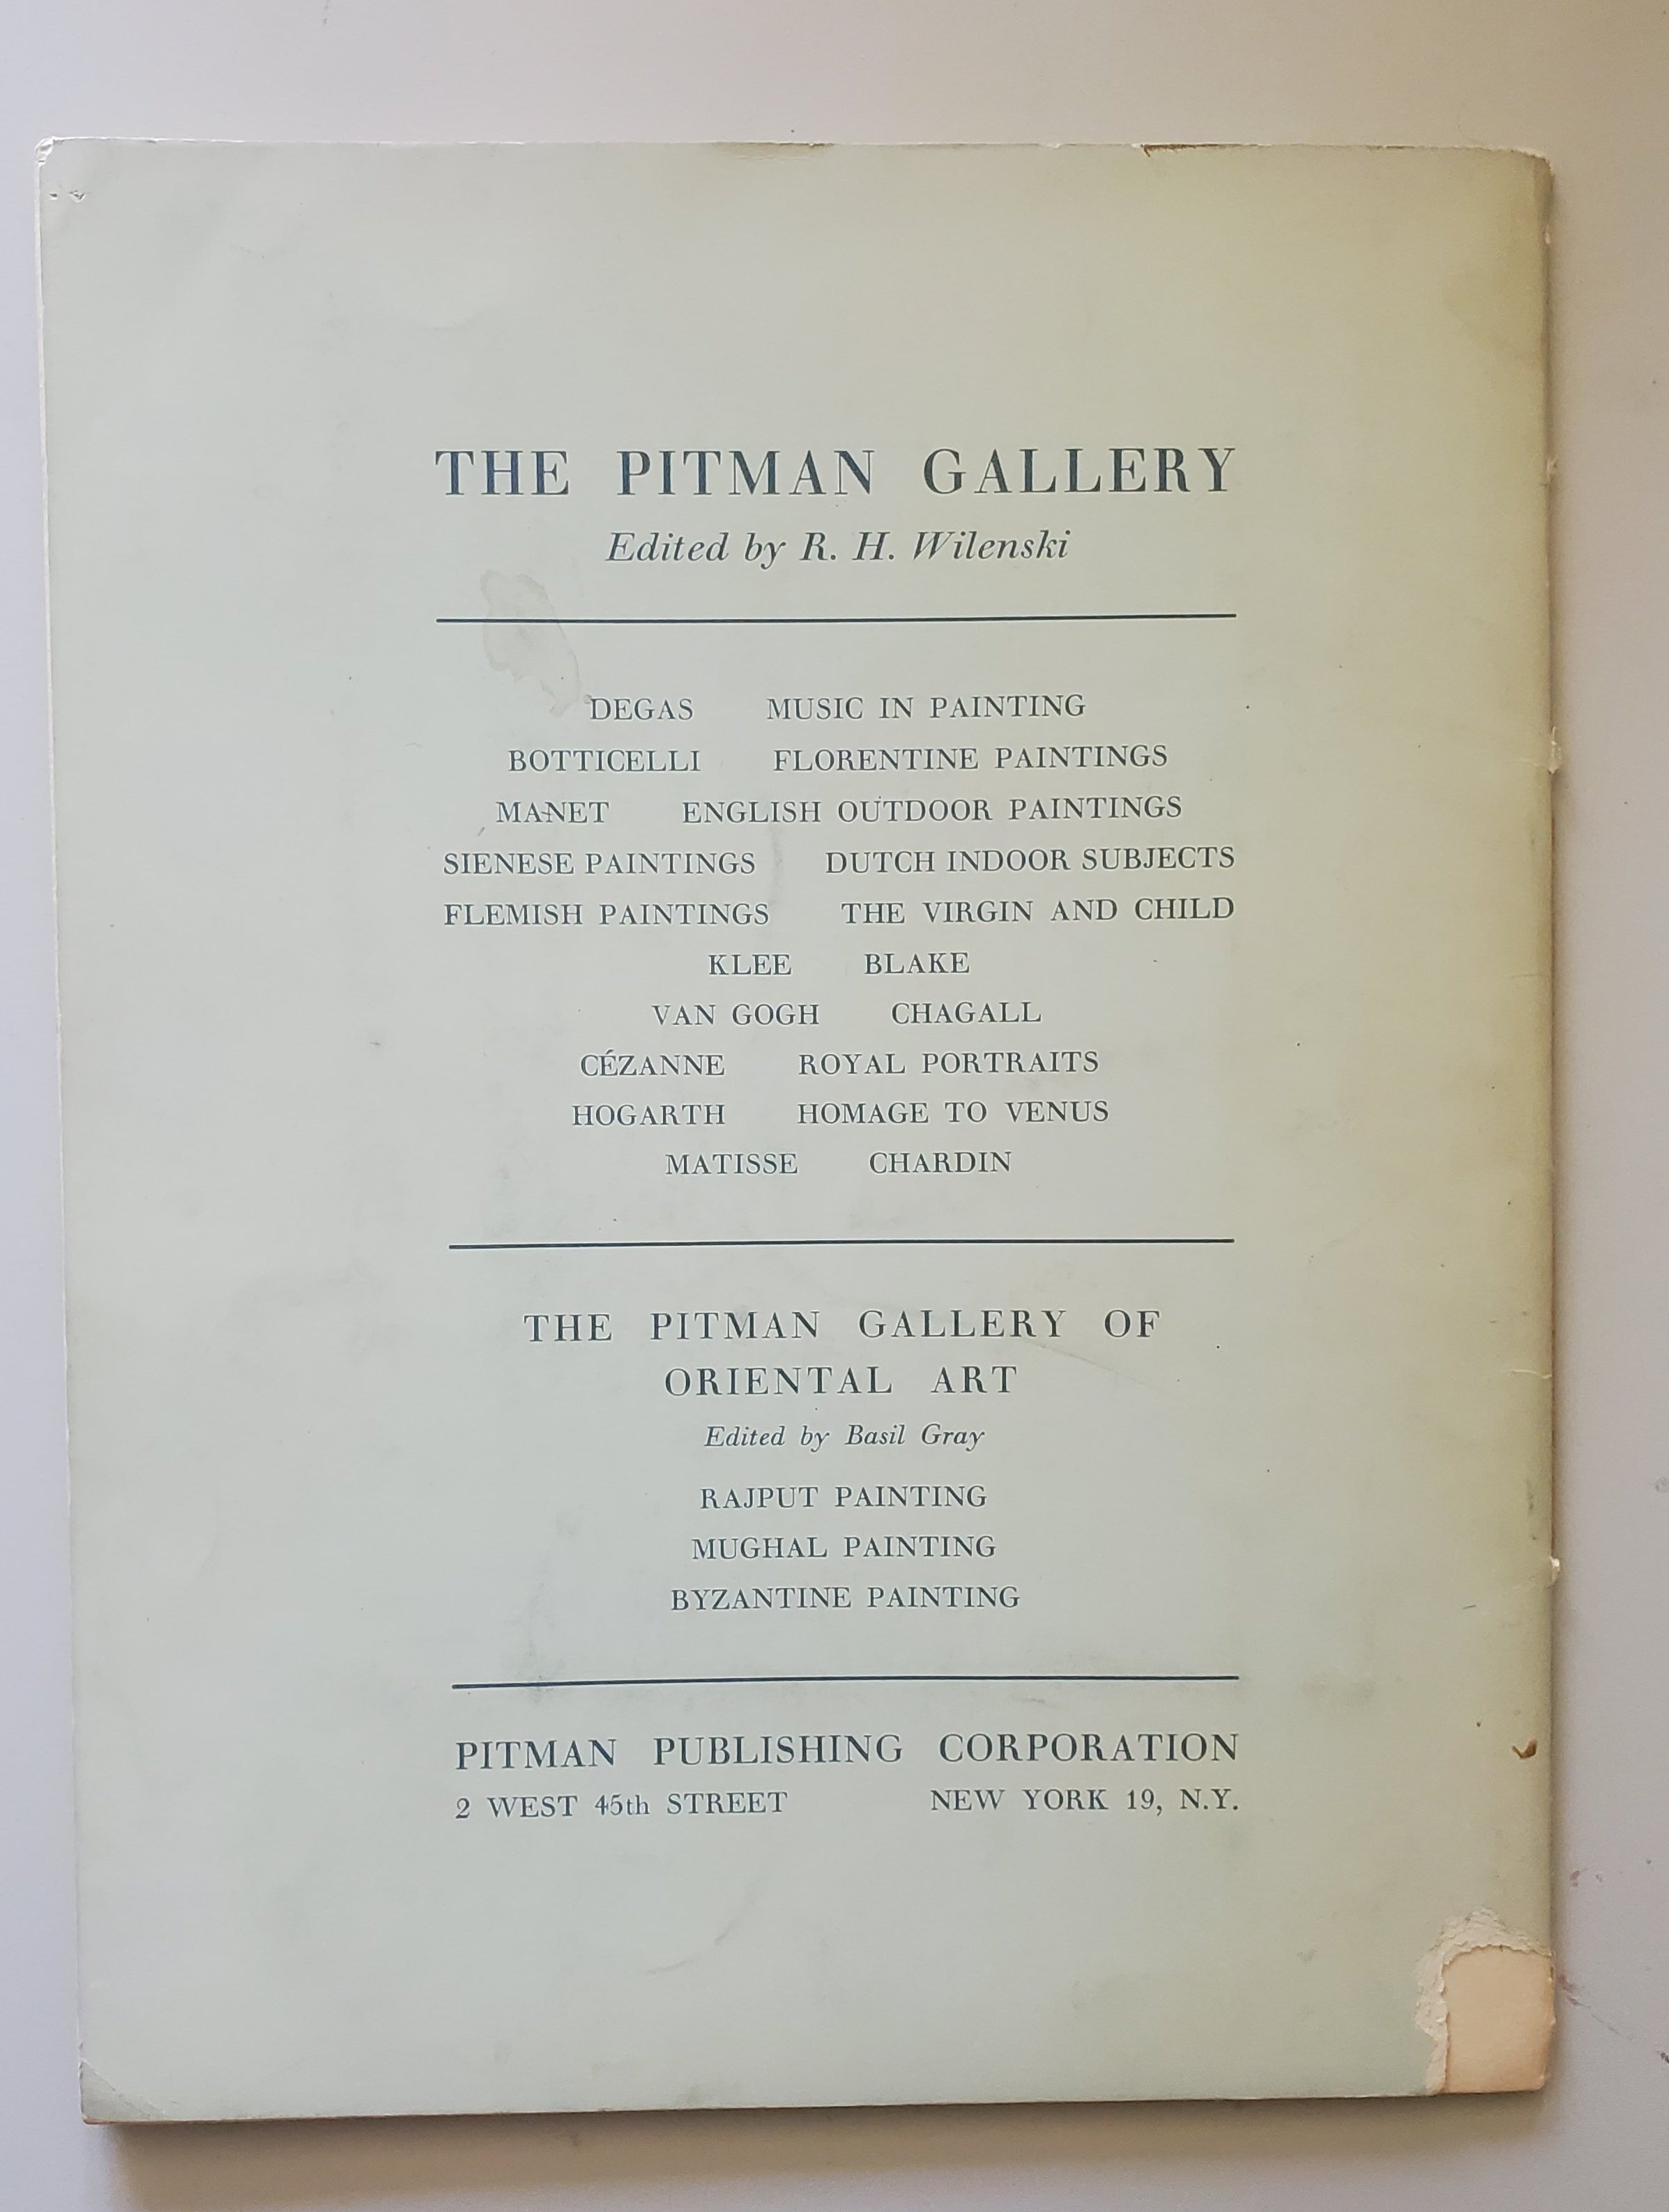 THE PITMAN GALLERY
Edited by R. H. Wilenski
DEGAS MUSIC IN PAINTING
BOTTICELLI FLORENTINE PAINTINGS
MANET ENGLISH OUTDOOR PAINTINGS
SIENESE PAINTINGS DUTCH INDOOR SUBJECTS
FLEMISH PAINTINGS THE VIRGIN AND CHILD
KLEE BLAKE
VAN GOGH CHAGALL
CÉZANNE ROYAL PORTRAITS
HOGARTH HOMAGE TO VENUS
MATISSE CHARDIN
THE PITMAN GALLERY OF
ORIENTAL ART
Edited by Basil Gray
RAJPUT PAINTING
MUGHAL PAINTING
BYZANTINE PAINTING
PITMAN PUBLISHING CORPORATION
2 WEST 45th STREET NEW YORK 19, N.Y.